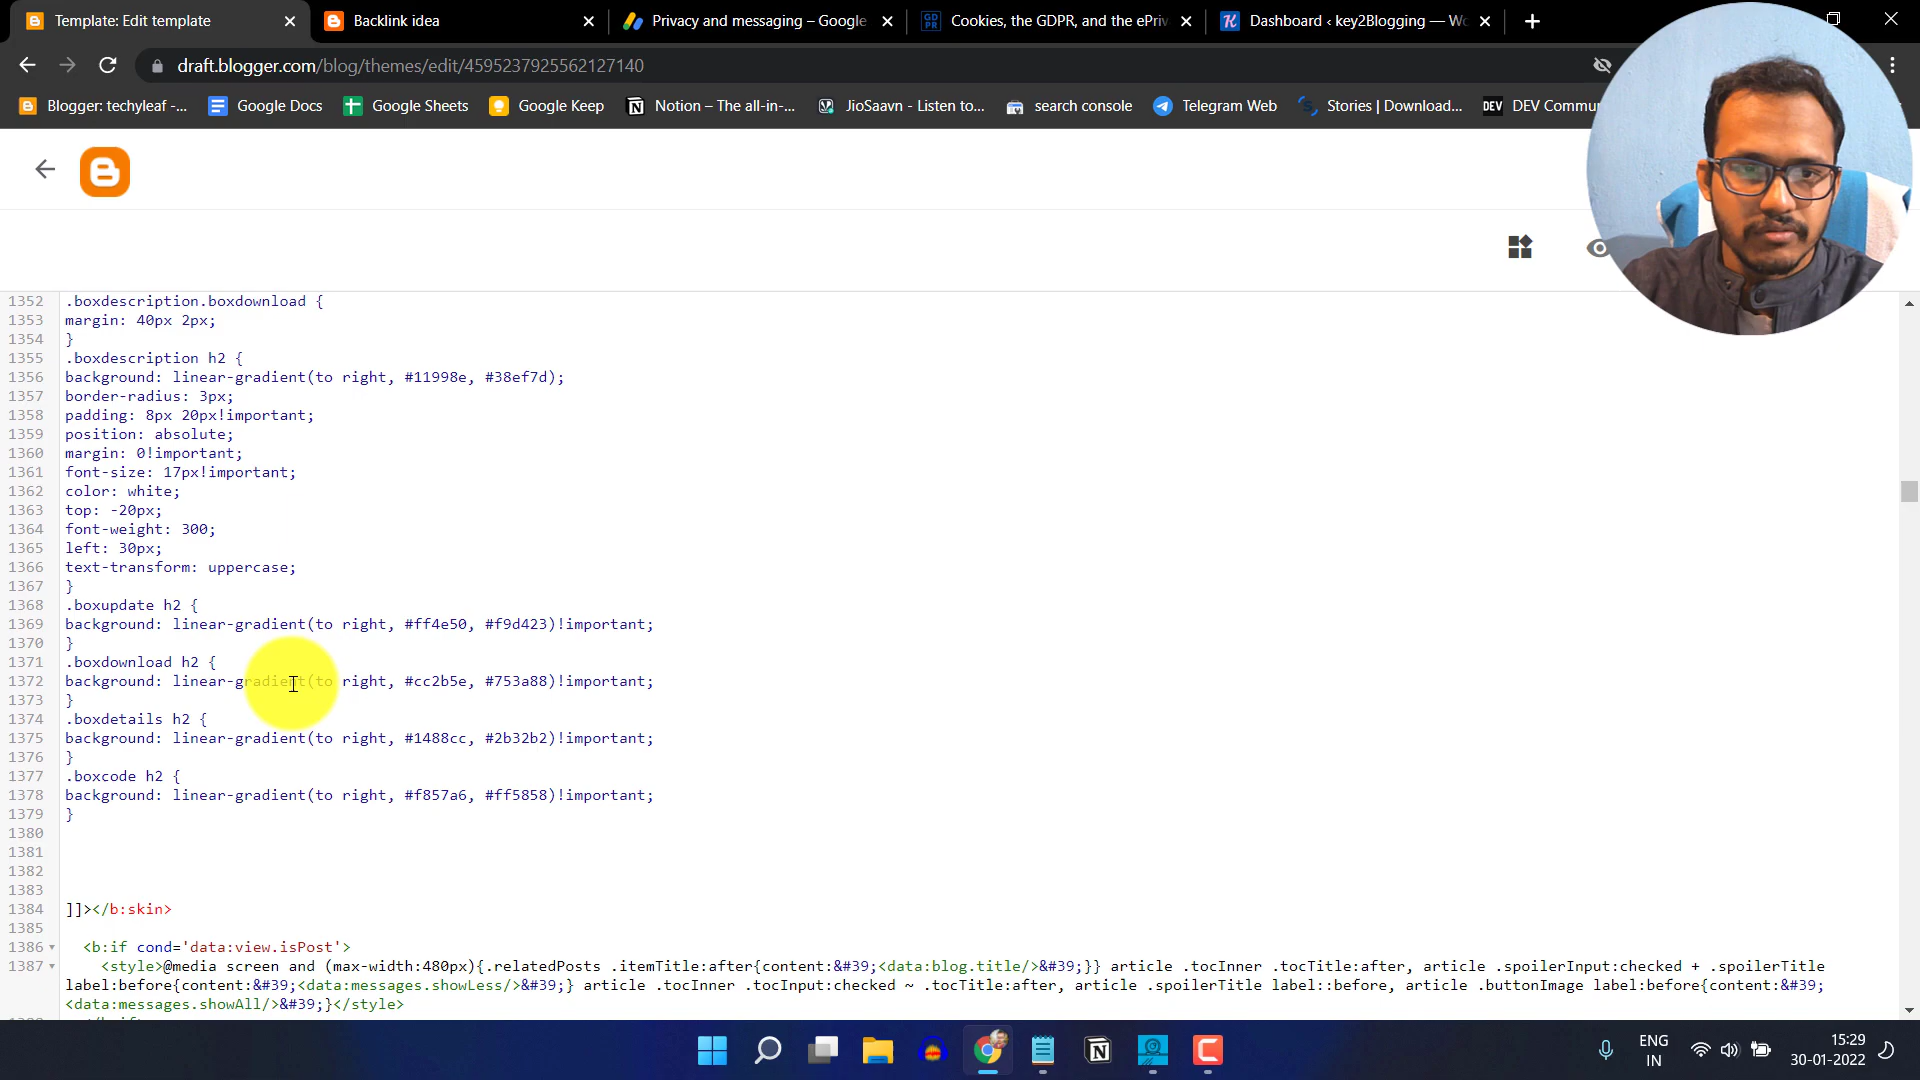 Template: Edit template
Backlink idea
Privacy and messaging – Google
Cookies, the GDPR, and the ePriv
Dashboard ‹ key2Blogging — Wo
draft.blogger.com/blog/themes/edit/4595237925562127140
Blogger: techyleaf -...
Google Docs
Google Sheets
Google Keep
Notion – The all-in-...
JioSaavn - Listen to...
search console
Telegram Web
Stories | Download...
DEV Commu
1352 .boxdescription.boxdownload {
1353 margin: 40px 2px;
1354 }
1355 .boxdescription h2 {
1356 background: linear-gradient(to right, #11998e, #38ef7d);
1357 border-radius: 3px;
1358 padding: 8px 20px!important;
1359 position: absolute;
1360 margin: 0!important;
1361 font-size: 17px!important;
1362 color: white;
1363 top: -20px;
1364 font-weight: 300;
1365 left: 30px;
1366 text-transform: uppercase;
1367 }
1368 .boxupdate h2 {
1369 background: linear-gradient(to right, #ff4e50, #f9d423)!important;
1370 }
1371 .boxdownload h2 {
1372 background: linear-gradient(to right, #cc2b5e, #753a88)!important;
1373 }
1374 .boxdetails h2 {
1375 background: linear-gradient(to right, #1488cc, #2b32b2)!important;
1376 }
1377 .boxcode h2 {
1378 background: linear-gradient(to right, #f857a6, #ff5858)!important;
1379 }
1380
1381
1382
1383
1384 ]]></b:skin>
1385
1386 <b:if cond='data:view.isPost'>
1387 <style>@media screen and (max-width:480px){.relatedPosts .itemTitle:after{content:&#39;<data:blog.title/>&#39;}} article .tocInner .tocTitle:after, article .spoilerInput:checked + .spoilerTitle
label:before{content:&#39;<data:messages.showLess/>&#39;} article .tocInner .tocInput:checked ~ .tocTitle:after, article .spoilerTitle label::before, article .buttonImage label:before{content:&#39;
<data:messages.showAll/>&#39;}</style>
ENG
IN
15:29
30-01-2022